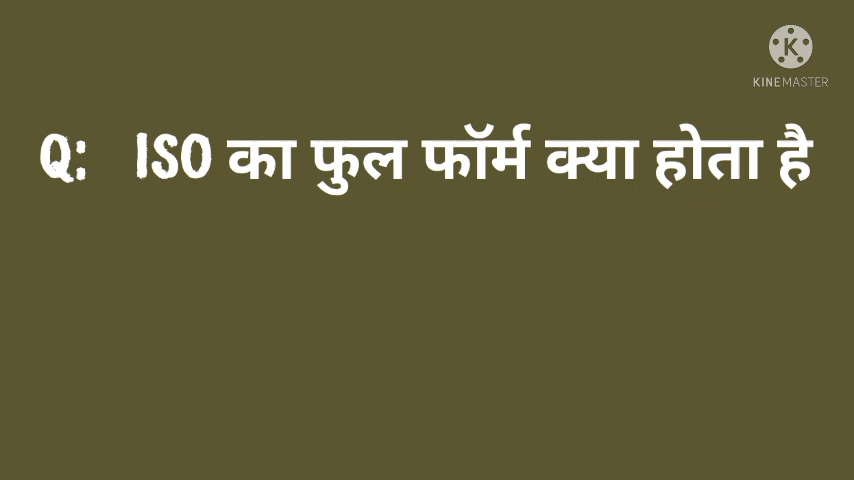 K
KINEMASTER
Q: ISO का फुल फॉर्म क्या होता है